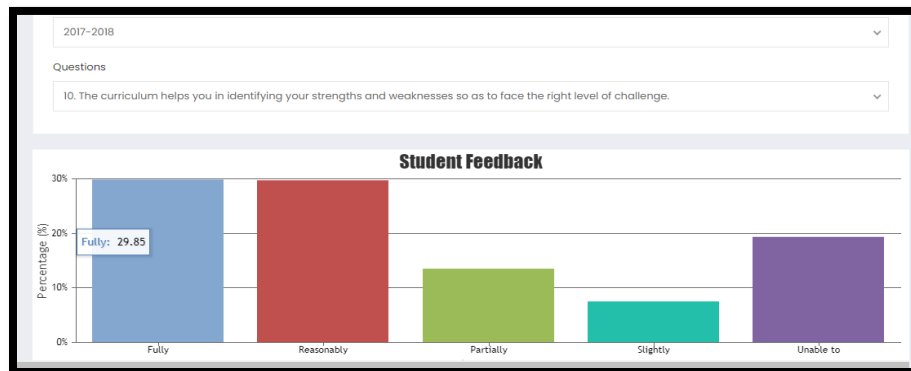 2017-2018
Questions
10. The curriculum helps you in identifying your strengths and weaknesses so as to face the right level of challenge.
Student Feedback
30%
20%
10%
0%
Percentage (%)
Fully: 29.85
Fully Reasonably Partially Slightly Unable to